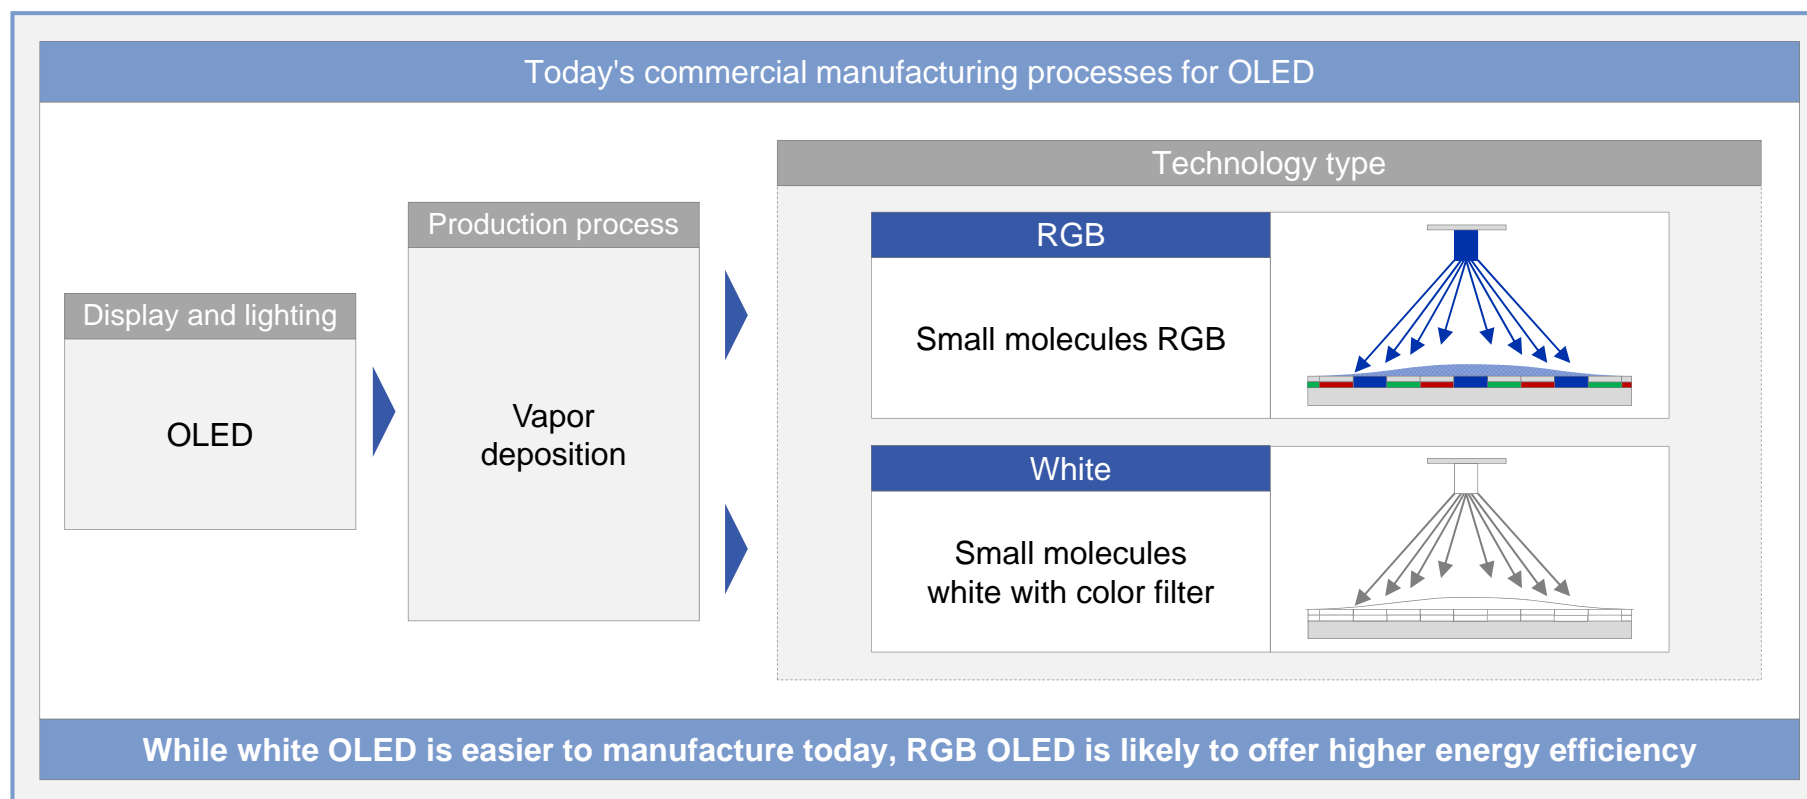 Today's commercial manufacturing processes for OLED
Display and lighting
OLED
Production process
Vapor
deposition
Technology type
RGB
Small molecules RGB
White
Small molecules
white with color filter
While white OLED is easier to manufacture today, RGB OLED is likely to offer higher energy efficiency